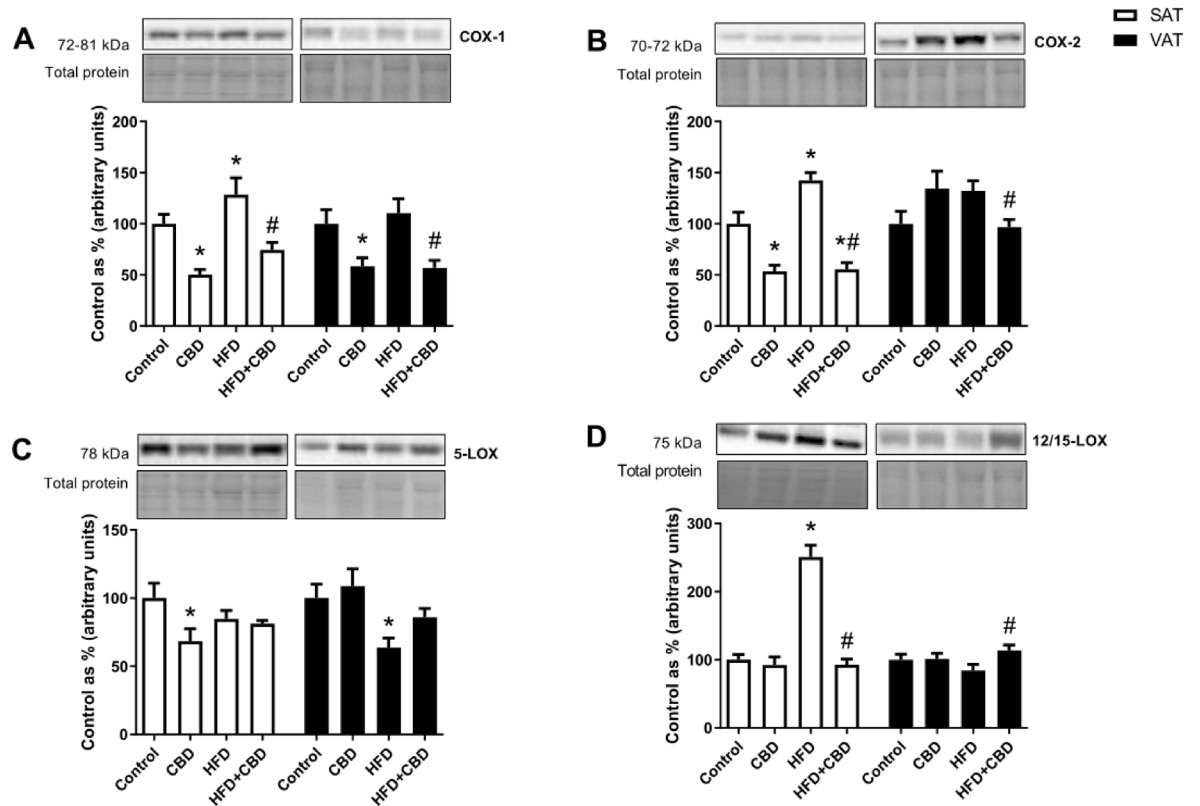 A
72-81 kDa
COX-1
Total protein
Control as % (arbitrary units)
200
150
100
50
0
*
*
#
*
#
Control
CBD
HFD
HFD+CBD
Control
CBD
HFD
HFD+CBD
B
70-72 kDa
COX-2
Total protein
SAT
VAT
Control as % (arbitrary units)
200
150
100
50
0
*
*
*#
#
Control
CBD
HFD
HFD+CBD
Control
CBD
HFD
HFD+CBD
C
78 kDa
5-LOX
Total protein
Control as % (arbitrary units)
150
100
50
0
*
*
Control
CBD
HFD
HFD+CBD
Control
CBD
HFD
HFD+CBD
D
75 kDa
12/15-LOX
Total protein
Control as % (arbitrary units)
300
200
100
0
*
#
#
Control
CBD
HFD
HFD+CBD
Control
CBD
HFD
HFD+CBD